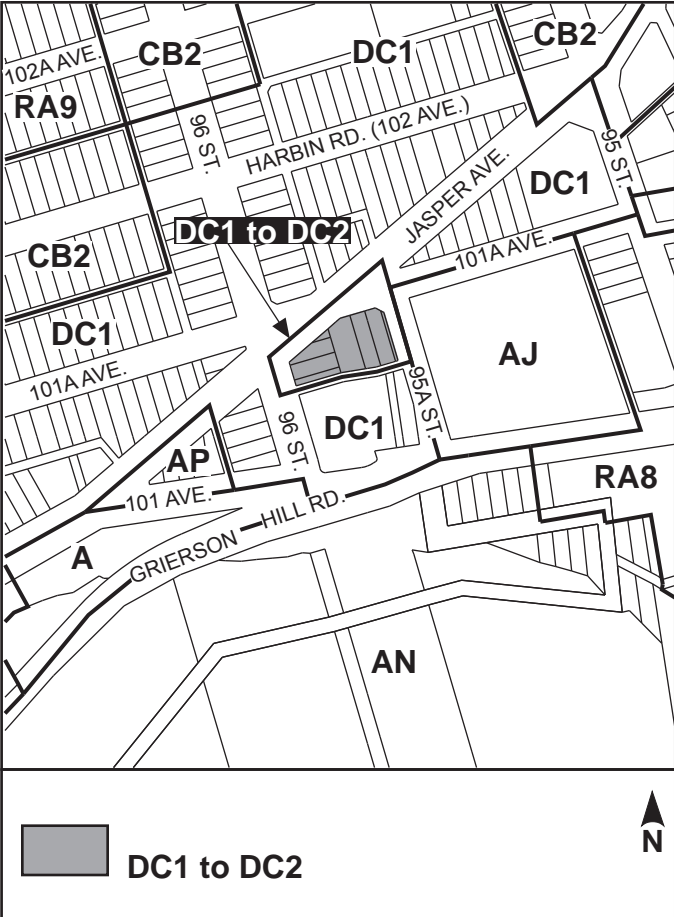 CB2
DC1
CB2
102A AVE.
RA9
96 ST.
HARBIN RD. (102 AVE.)
95 ST.
JASPER AVE.
DC1
DC1 to DC2
101A AVE.
CB2
DC1
AJ
101A AVE.
95A ST.
96 ST.
DC1
AP
RA8
101 AVE.
GRIERSON HILL RD.
A
AN
N
DC1 to DC2